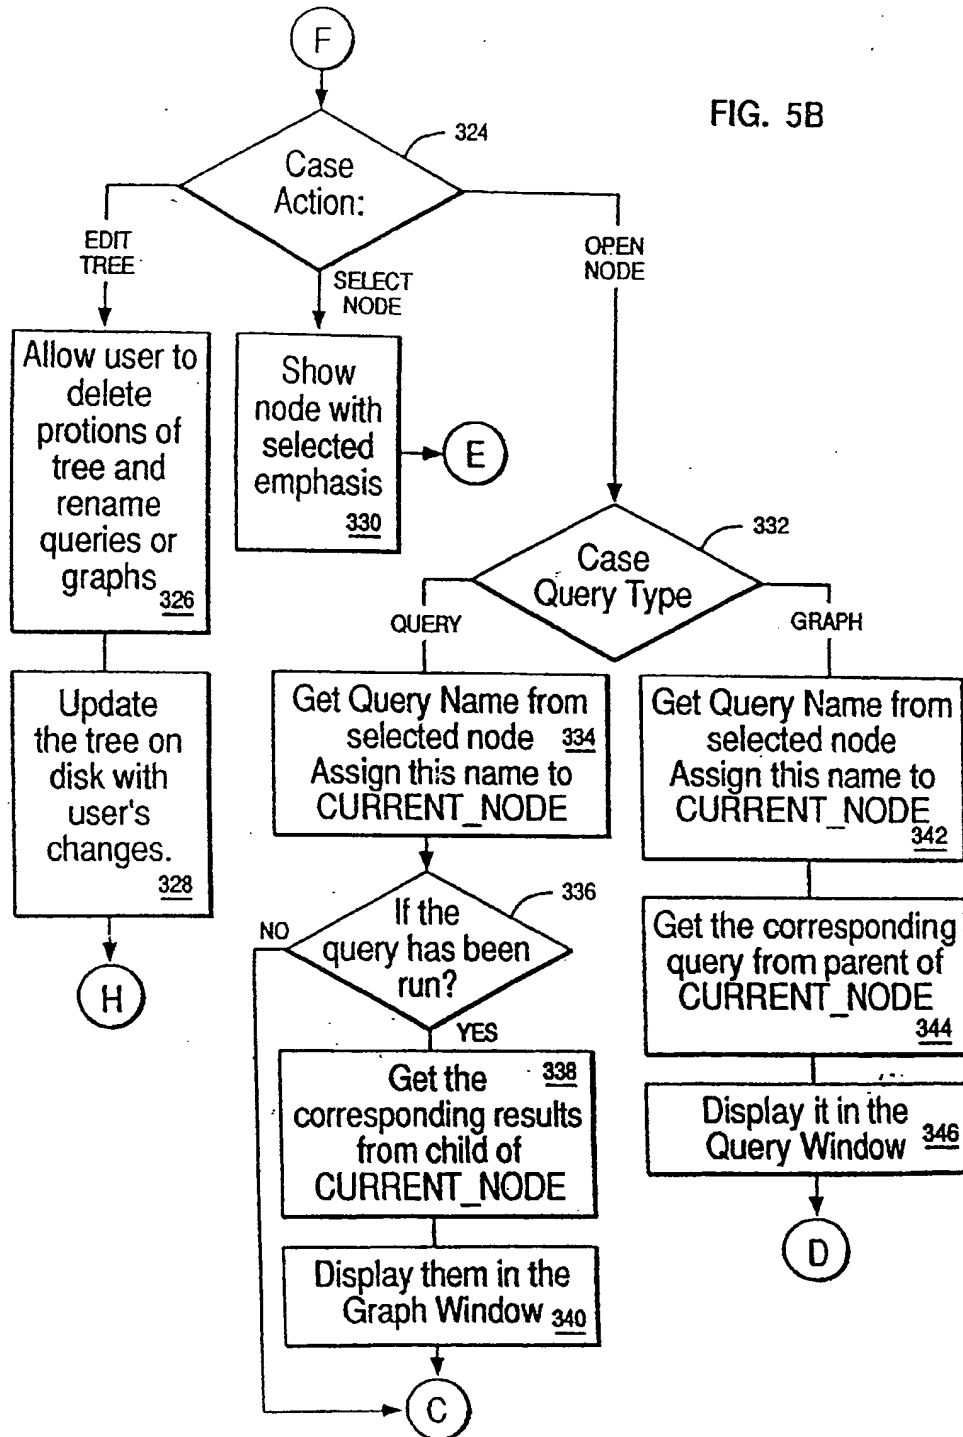 F
FIG. 5B
324
Case
Action:
EDIT
TREE
SELECT
NODE
OPEN
NODE
Allow user to
delete
protions of
tree and
rename
queries or
graphs
326
Show
node with
selected
emphasis
330
E
332
Case
Query Type
QUERY
GRAPH
Update
the tree on
disk with
user's
changes.
328
H
Get Query Name from
selected node 334
Assign this name to
CURRENT_NODE
Get Query Name from
selected node
Assign this name to
CURRENT_NODE
342
336
If the
query has been
run?
NO
YES
Get the 338
corresponding results
from child of
CURRENT_NODE
Display them in the
Graph Window 340
C
Get the corresponding
query from parent of
CURRENT_NODE
344
Display it in the
Query Window 346
D